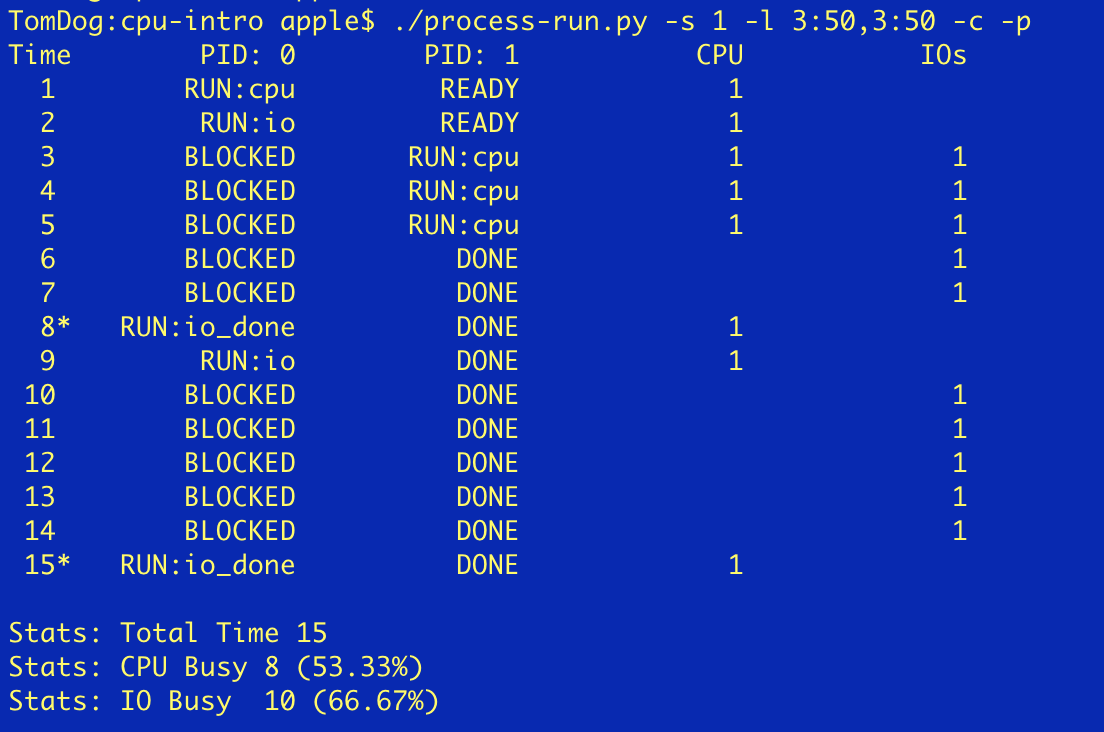 TomDog:cpu-intro apple$ ./process-run.py -s 1 -l 3:50,3:50 -c -p
Time        PID: 0        PID: 1           CPU           IOs
  1        RUN:cpu         READY             1
  2         RUN:io         READY             1
  3        BLOCKED       RUN:cpu             1             1
  4        BLOCKED       RUN:cpu             1             1
  5        BLOCKED       RUN:cpu             1             1
  6        BLOCKED          DONE                           1
  7        BLOCKED          DONE                           1
  8*   RUN:io_done          DONE             1
  9         RUN:io          DONE             1
 10        BLOCKED          DONE                           1
 11        BLOCKED          DONE                           1
 12        BLOCKED          DONE                           1
 13        BLOCKED          DONE                           1
 14        BLOCKED          DONE                           1
 15*   RUN:io_done          DONE             1

Stats: Total Time 15
Stats: CPU Busy 8 (53.33%)
Stats: IO Busy  10 (66.67%)